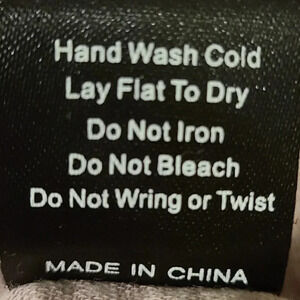 Hand Wash Cold
Lay Flat To Dry
Do Not Iron
Do Not Bleach
Do Not Wring or Twist
MADE IN CHINA